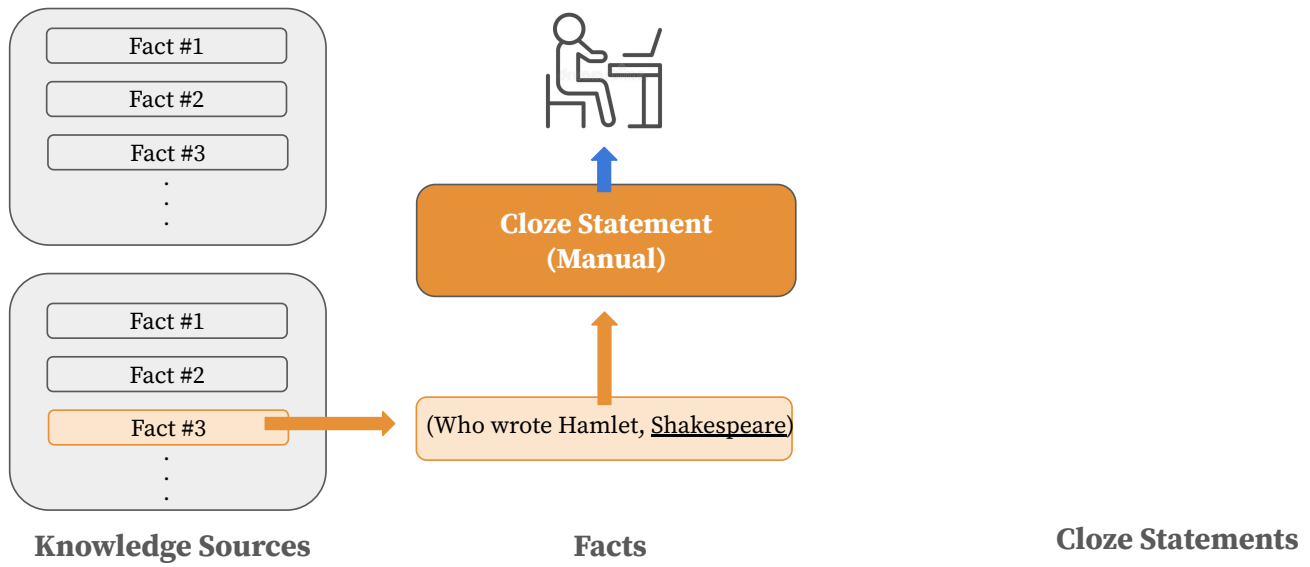 Fact #1
Fact #2
Fact #3
.
.
.
Fact #1
Fact #2
Fact #3
.
.
.
Knowledge Sources
Cloze Statement
(Manual)
(Who wrote Hamlet, Shakespeare)
Facts
Cloze Statements